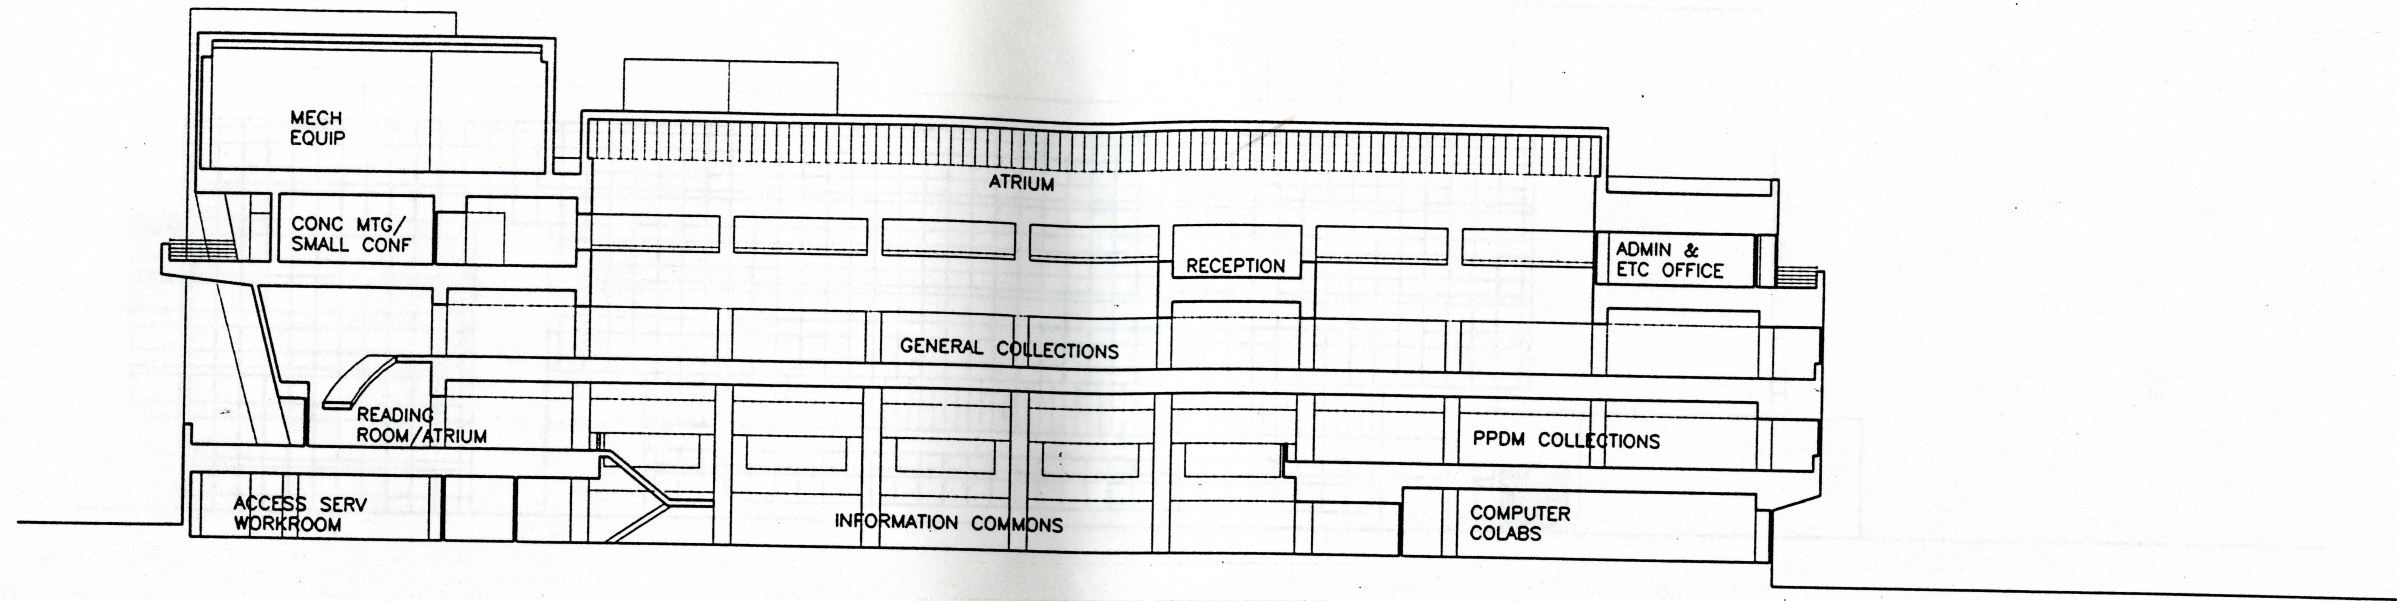 MECH
EQUIP
ATRIUM
CONC MTG/
SMALL CONF
RECEPTION
ADMIN &
ETC OFFICE
GENERAL COLLECTIONS
READING
ROOM/ATRIUM
PPDM COLLECTIONS
ACCESS SERV
WORKROOM
INFORMATION COMMONS
COMPUTER
COLABS